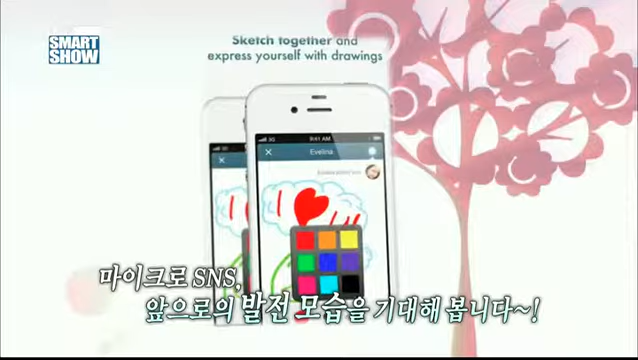 SMART
SHOW
Sketch together and
express yourself with drawings
3G 9:41 AM
Evelina
마이크로 SNS,
앞으로의 발전 모습을 기대해 봅니다~!